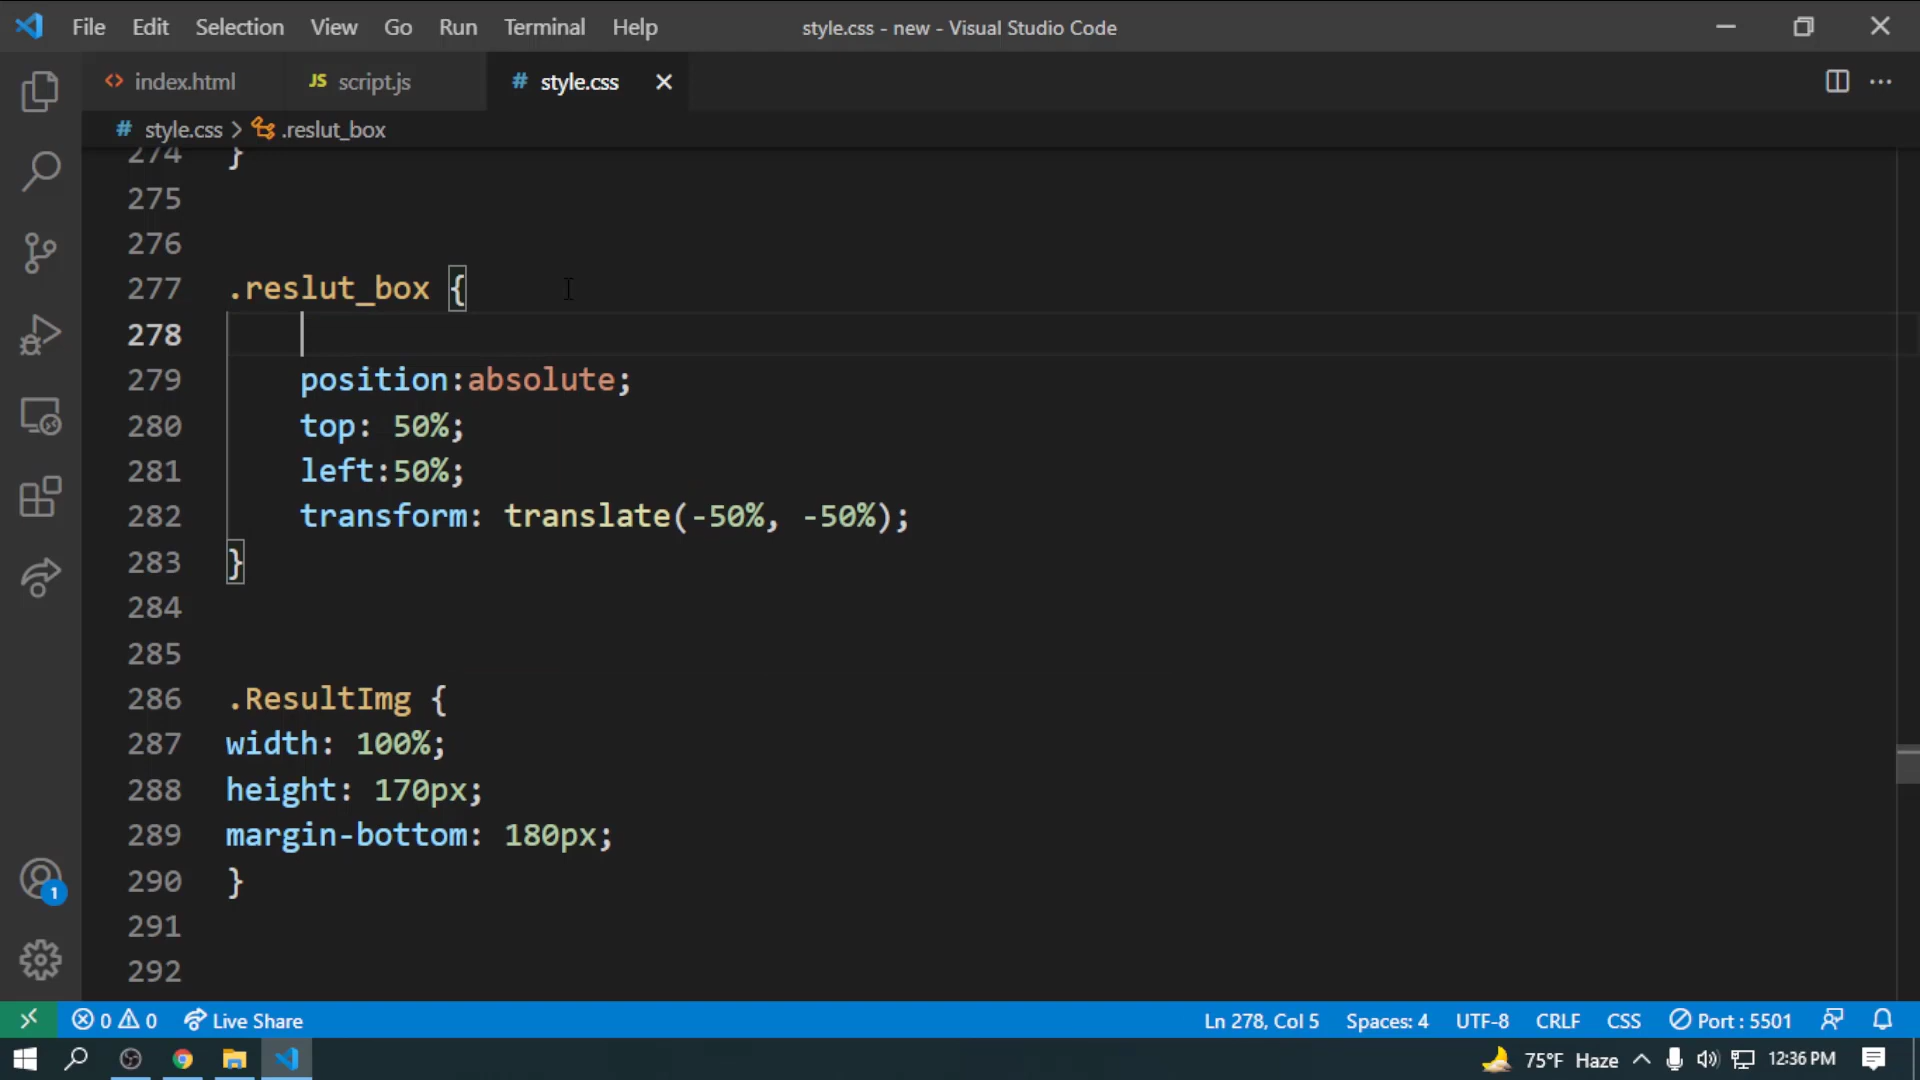 File Edit Selection View Go Run Terminal Help style.css - new - Visual Studio Code
<> index.html JS script.js # style.css
# style.css > .reslut_box
274 }
275
276
277 .reslut_box {
278
279 position:absolute;
280 top: 50%;
281 left:50%;
282 transform: translate(-50%, -50%);
283 }
284
285
286 .ResultImg {
287 width: 100%;
288 height: 170px;
289 margin-bottom: 180px;
290 }
291
292
1
0 0 Live Share Ln 278, Col 5 Spaces: 4 UTF-8 CRLF CSS Port : 5501
75°F Haze 12:36 PM